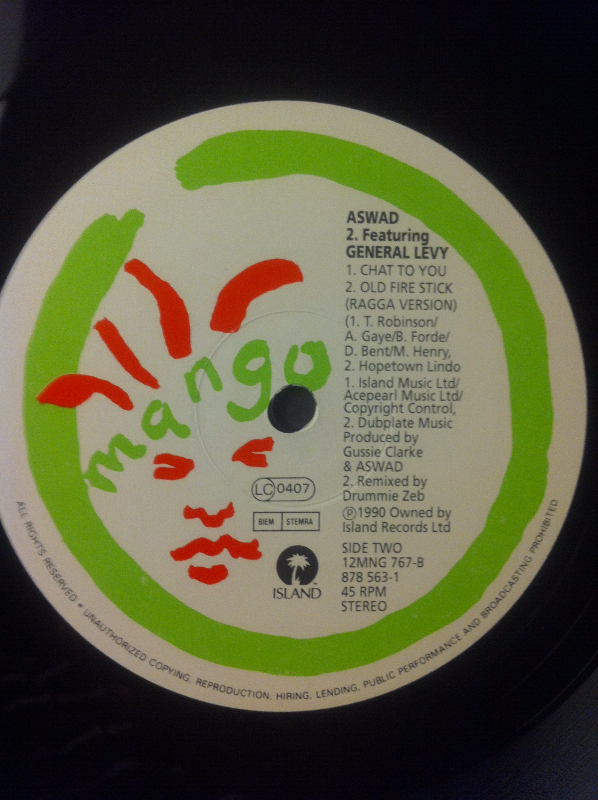 mango
ASWAD
2. Featuring
GENERAL LEVY
1. CHAT TO YOU
2. OLD FIRE STICK
(RAGGA VERSION)
(1. T. Robinson/
A. Gaye/B. Forde/
D. Bent/M. Henry,
2. Hopetown Lindo
1. Island Music Ltd/
Acepearl Music Ltd/
Copyright Control,
2. Dubplate Music
Produced by
Gussie Clarke
& ASWAD
2. Remixed by
Drummie Zeb
℗1990 Owned by
Island Records Ltd
SIDE TWO
12MNG 767-B
878 563-1
45 RPM
STEREO
LC 0407
BIEM STEMRA
ISLAND
ALL RIGHTS RESERVED • UNAUTHORIZED COPYING, REPRODUCTION, HIRING, LENDING, PUBLIC PERFORMANCE AND BROADCASTING PROHIBITED